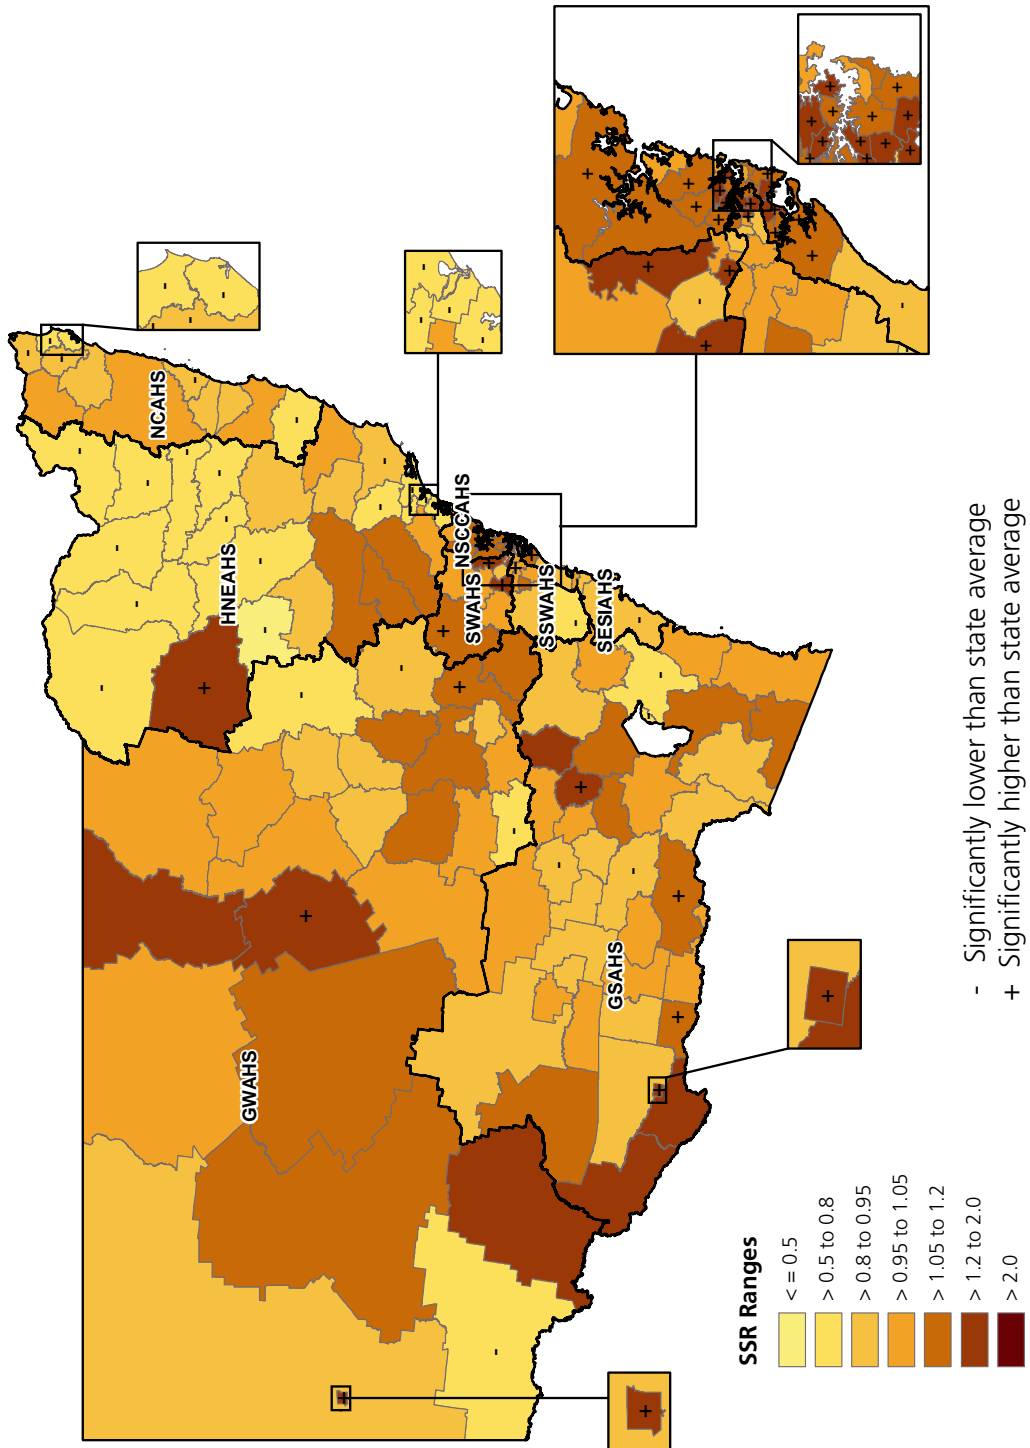 NCAHS
HNEAHS
NSCCAHS
SWAHS
SSWAHS
SESIAHS
GWAHS
GSAHS
SSR Ranges
< = 0.5
> 0.5 to 0.8
> 0.8 to 0.95
> 0.95 to 1.05
> 1.05 to 1.2
> 1.2 to 2.0
> 2.0
- Significantly lower than state average
+ Significantly higher than state average